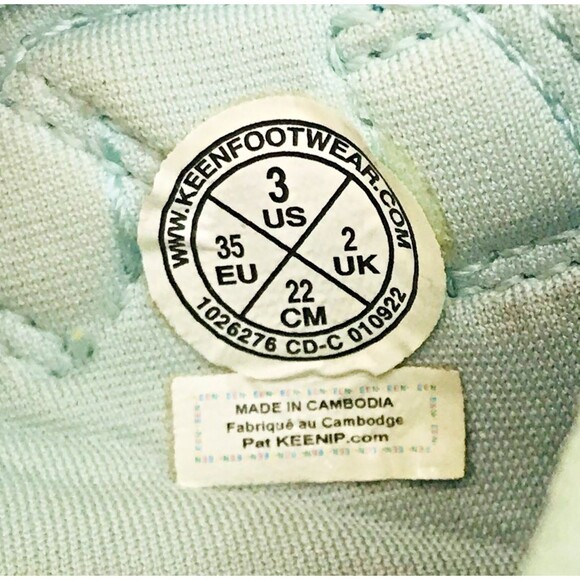 WWW.KEENFOOTWEAR.COM
3
US
35
EU
2
UK
22
CM
1026276 CD-C 010922
MADE IN CAMBODIA
Fabriqué au Cambodge
Pat KEENIP.com